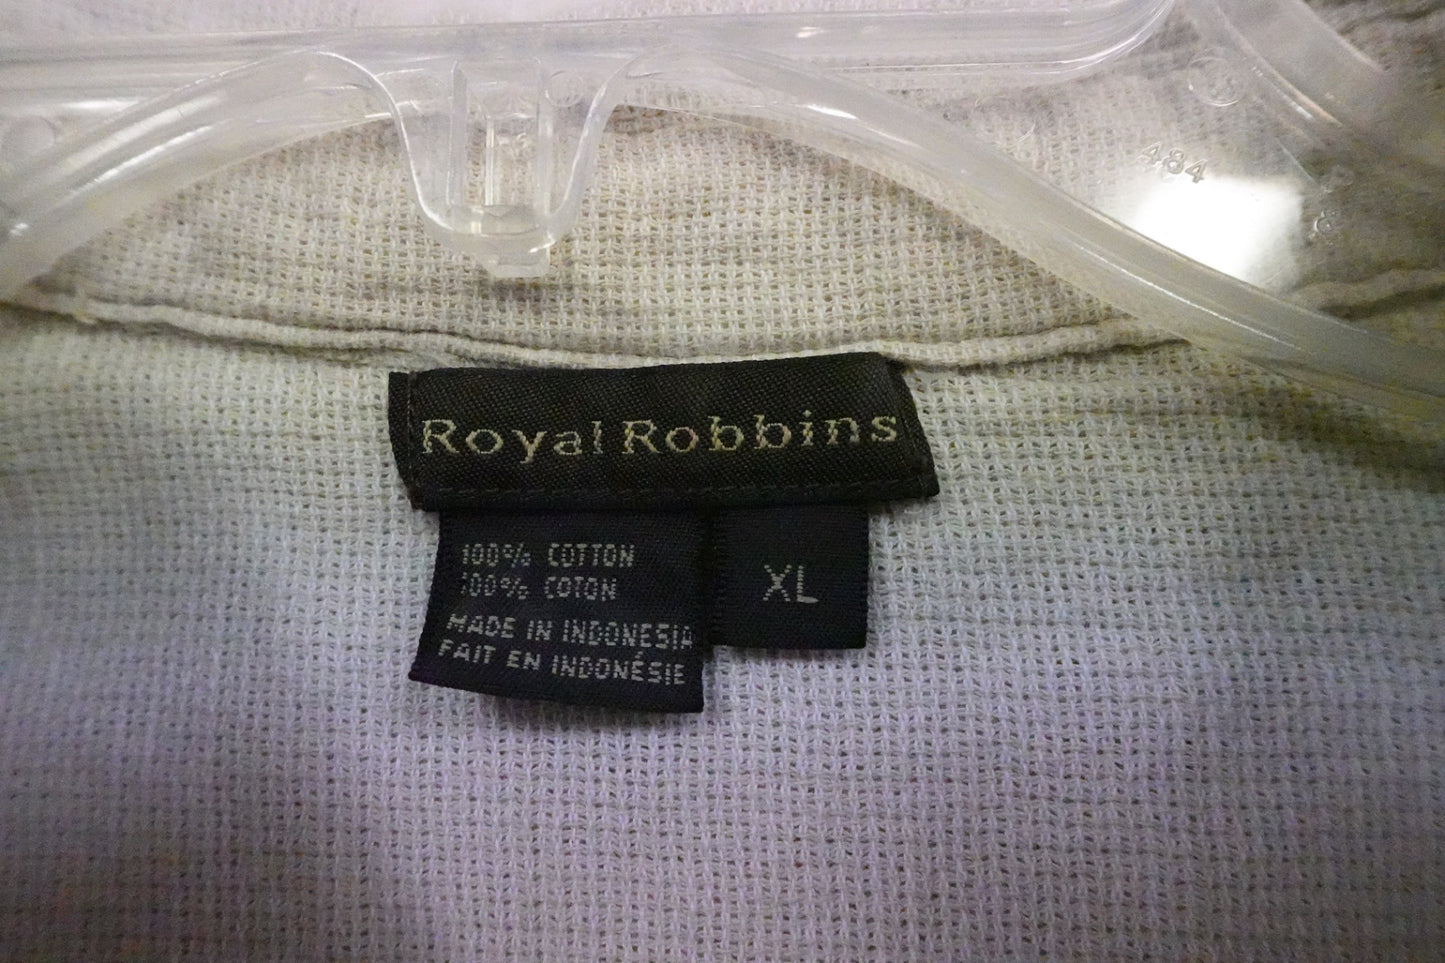 484
Royal Robbins
100% COTTON
100% COTON
MADE IN INDONESIA
FAIT EN INDONÉSIE
XL